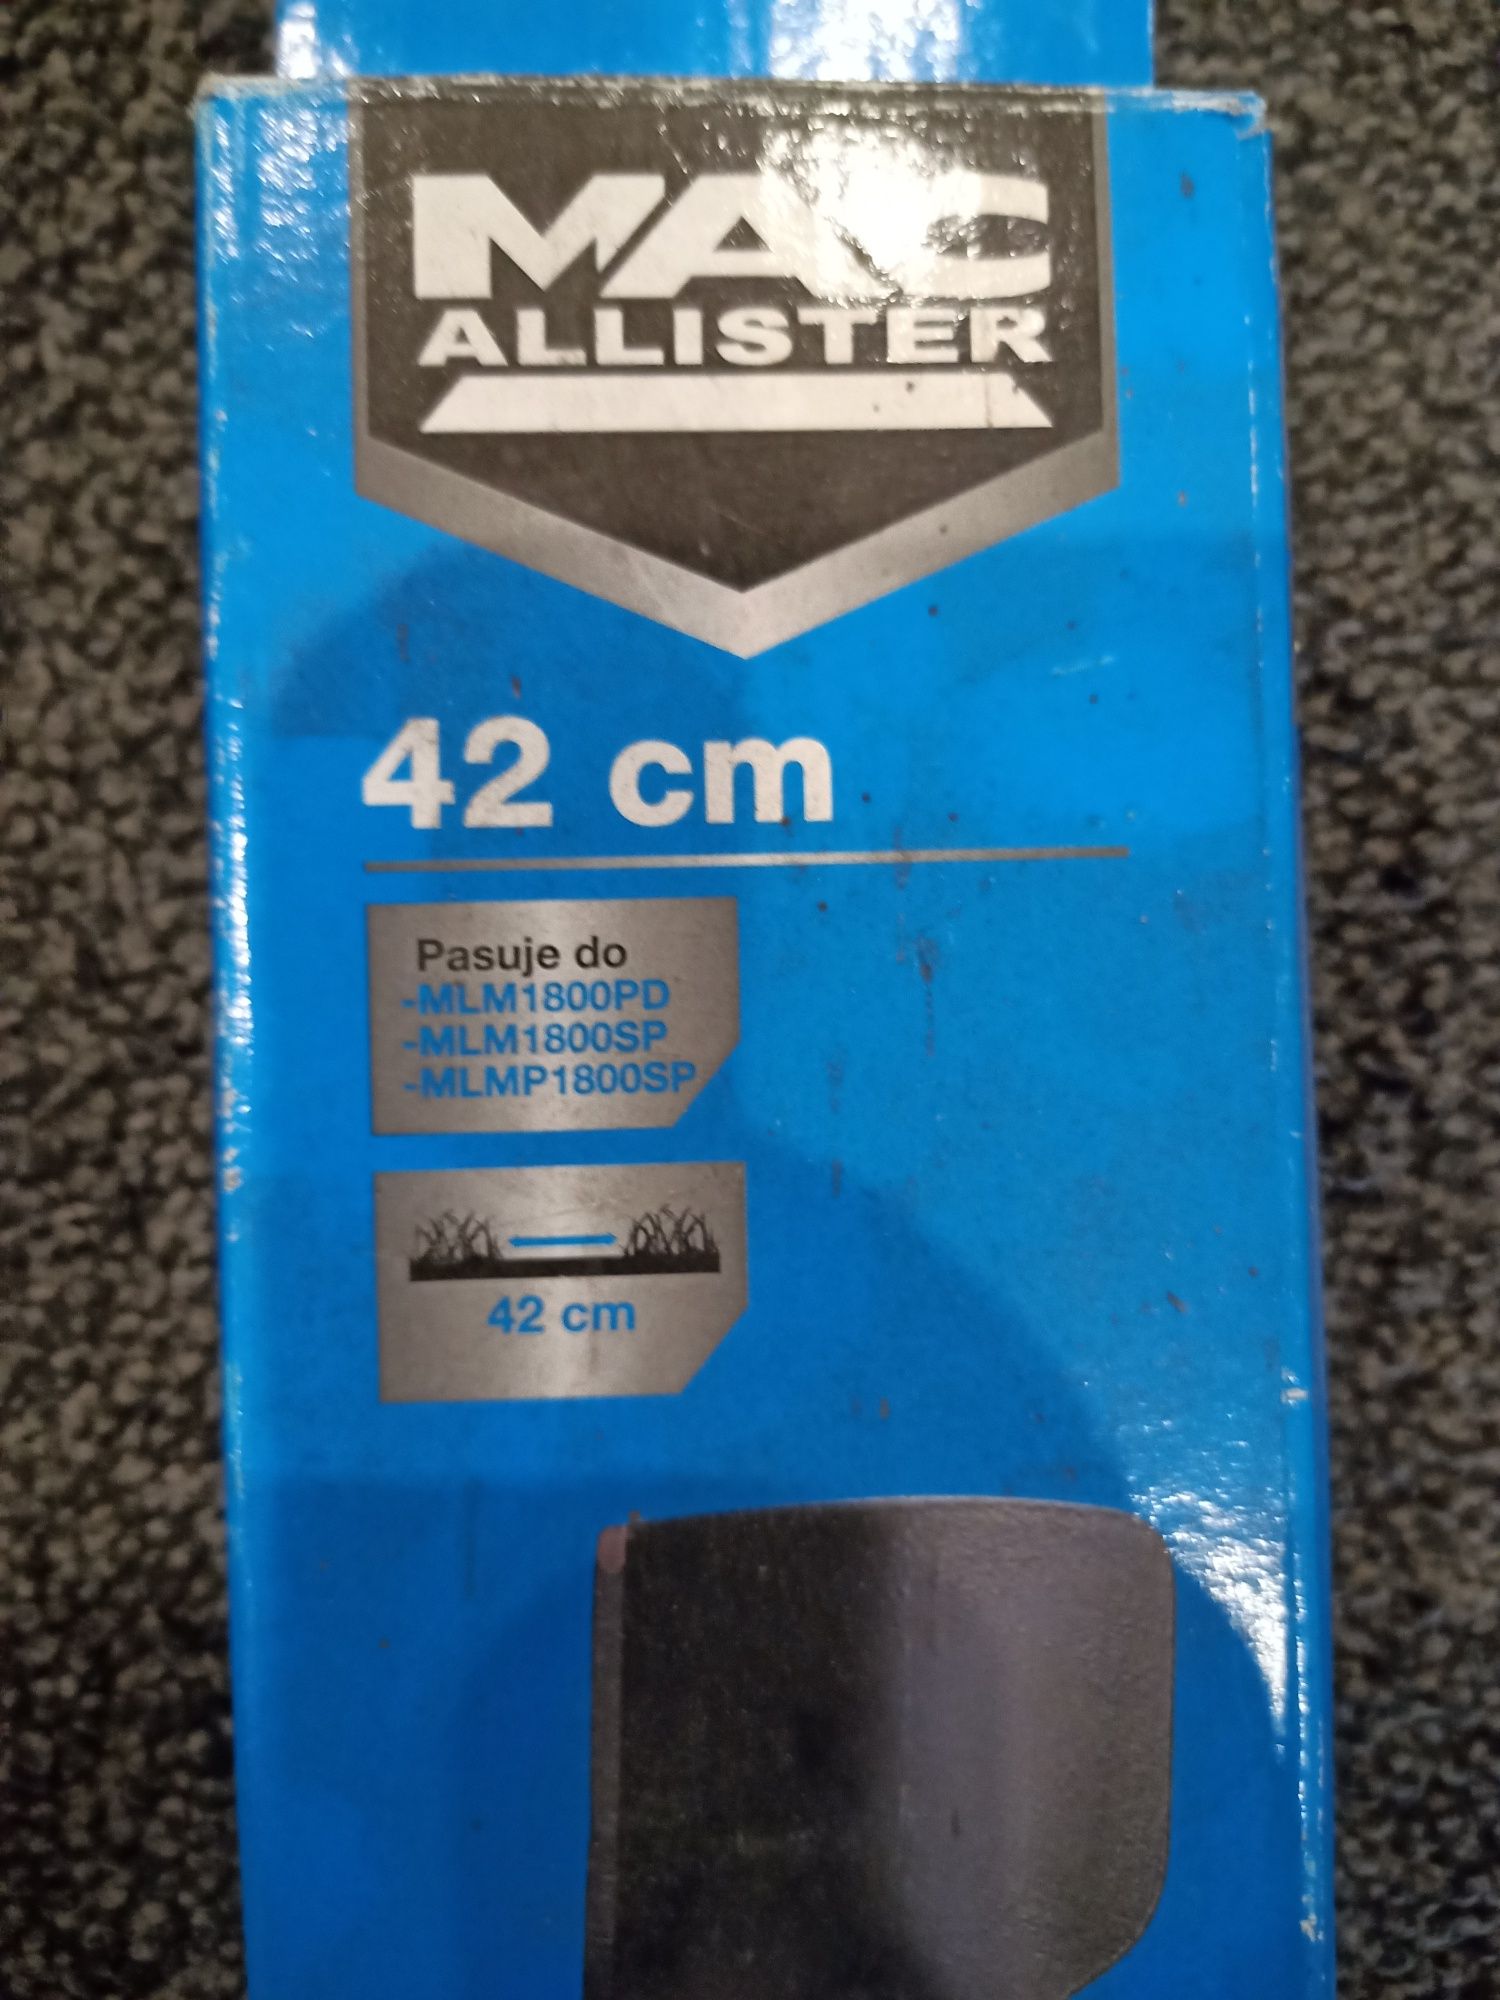 MAC
ALLISTER
42 cm
Pasuje do
-MLM1800PD
-MLM1800SP
-MLMP1800SP
42 cm